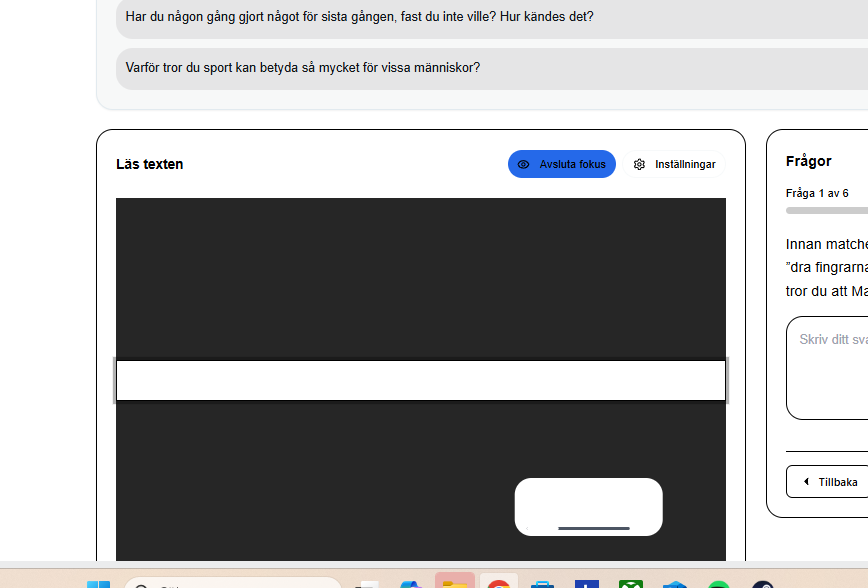 Har du någon gång gjort något för sista gången, fast du inte ville? Hur kändes det?
Varför tror du sport kan betyda så mycket för vissa människor?
Läs texten
Avsluta fokus
Inställningar
Frågor
Fråga 1 av 6
Innan matche
"dra fingrarna
tror du att Ma
Skriv ditt sva
Tillbaka